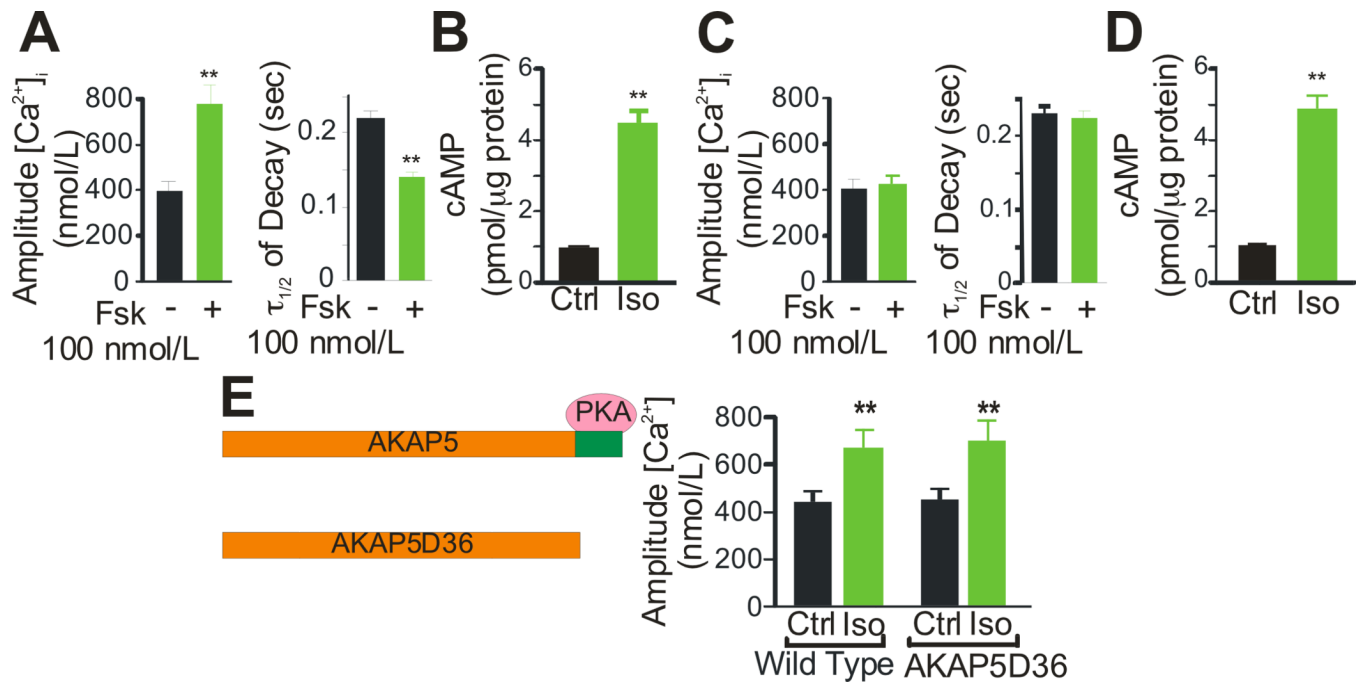 A
Amplitude [Ca²⁺]ᵢ
(nmol/L)
800
600
400
200
0
**
Fsk - +
100 nmol/L
τ₁/₂ of Decay (sec)
0.2
0.1
0
**
Fsk - +
100 nmol/L
B
cAMP
(pmol/µg protein)
6
4
2
1
0
**
Ctrl Iso
C
Amplitude [Ca²⁺]ᵢ
(nmol/L)
800
600
400
200
0
Fsk - +
100 nmol/L
τ₁/₂ of Decay (sec)
0.2
0.1
0
Fsk - +
100 nmol/L
D
cAMP
(pmol/µg protein)
6
4
2
1
0
**
Ctrl Iso
E
PKA
AKAP5
AKAP5D36
Amplitude [Ca²⁺]
(nmol/L)
800
600
400
200
0
** **
Ctrl Iso Ctrl Iso
Wild Type AKAP5D36